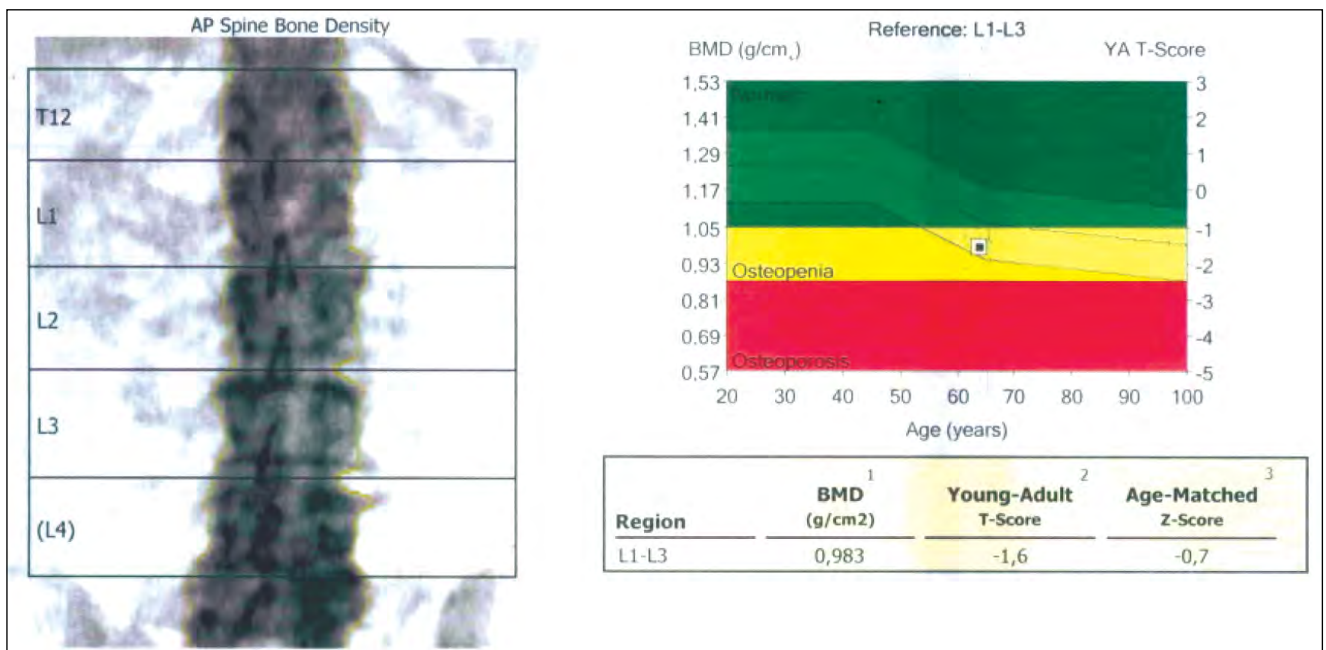 AP Spine Bone Density
T12
L1
L2
L3
(L4)
Reference: L1-L3
BMD (g/cm²)
YA T-Score
1.53
1.41
1.29
1.17
1.05
0.93
0.81
0.69
0.57
3
2
1
0
-1
-2
-3
-4
-5
Osteopenia
Osteoporosis
20 30 40 50 60 70 80 90 100
Age (years)
1 2 3
BMD Young-Adult Age-Matched
Region (g/cm2) T-Score Z-Score
L1-L3 0,983 -1,6 -0,7